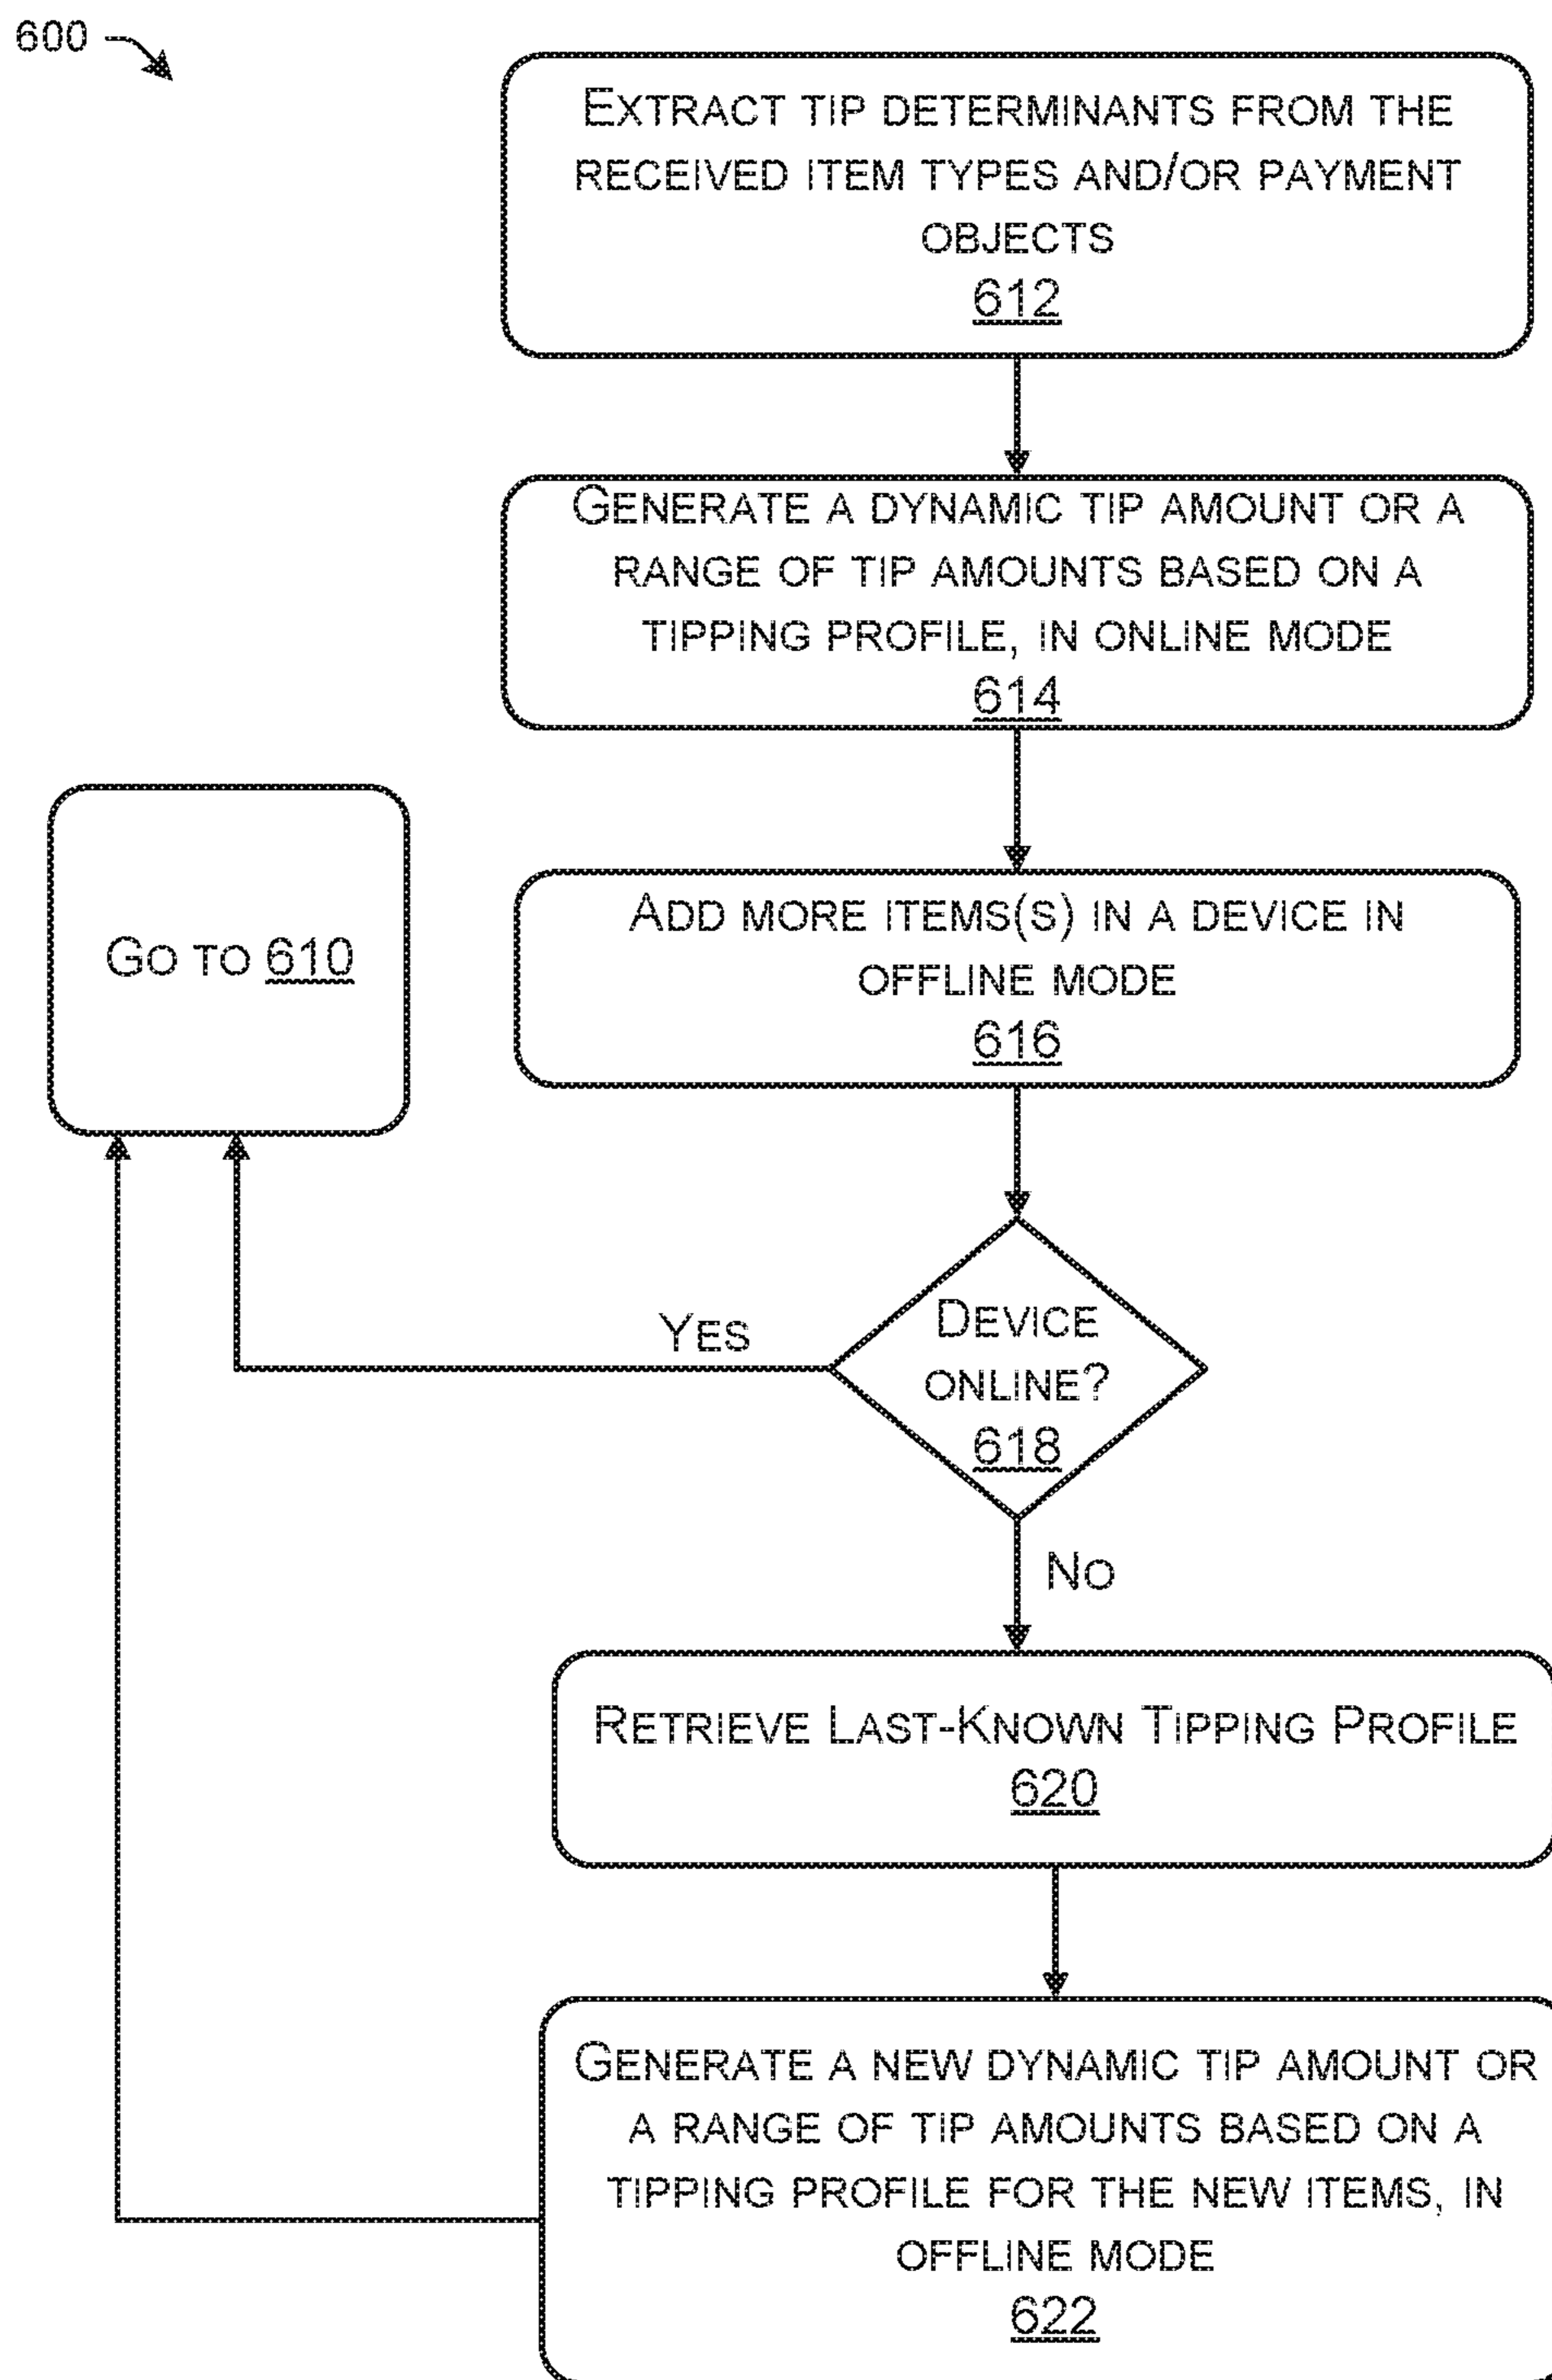 600
EXTRACT TIP DETERMINANTS FROM THE
RECEIVED ITEM TYPES AND/OR PAYMENT
OBJECTS
612
GENERATE A DYNAMIC TIP AMOUNT OR A
RANGE OF TIP AMOUNTS BASED ON A
TIPPING PROFILE, IN ONLINE MODE
614
GO TO 610
ADD MORE ITEMS(S) IN A DEVICE IN
OFFLINE MODE
616
DEVICE
ONLINE?
618
YES
NO
RETRIEVE LAST-KNOWN TIPPING PROFILE
620
GENERATE A NEW DYNAMIC TIP AMOUNT OR
A RANGE OF TIP AMOUNTS BASED ON A
TIPPING PROFILE FOR THE NEW ITEMS, IN
OFFLINE MODE
622